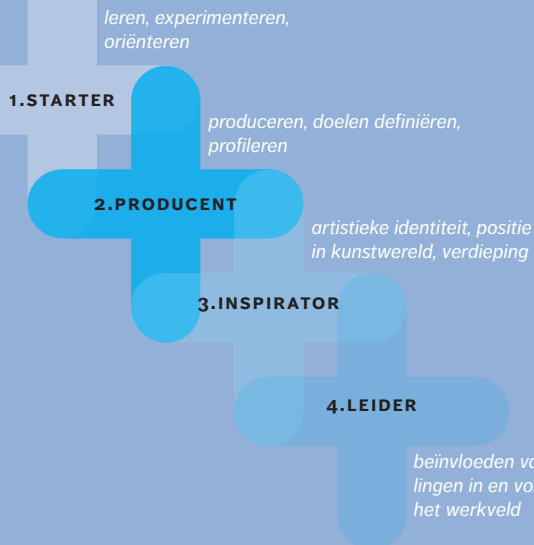 leren, experimenteren,
oriënteren
1.STARTER
produceren, doelen definiëren,
profileren
2.PRODUCENT
artistieke identiteit, positie
in kunstwereld, verdieping
3.INSPIRATOR
4.LEIDER
beïnvloeden
lingen in en
het werkveld